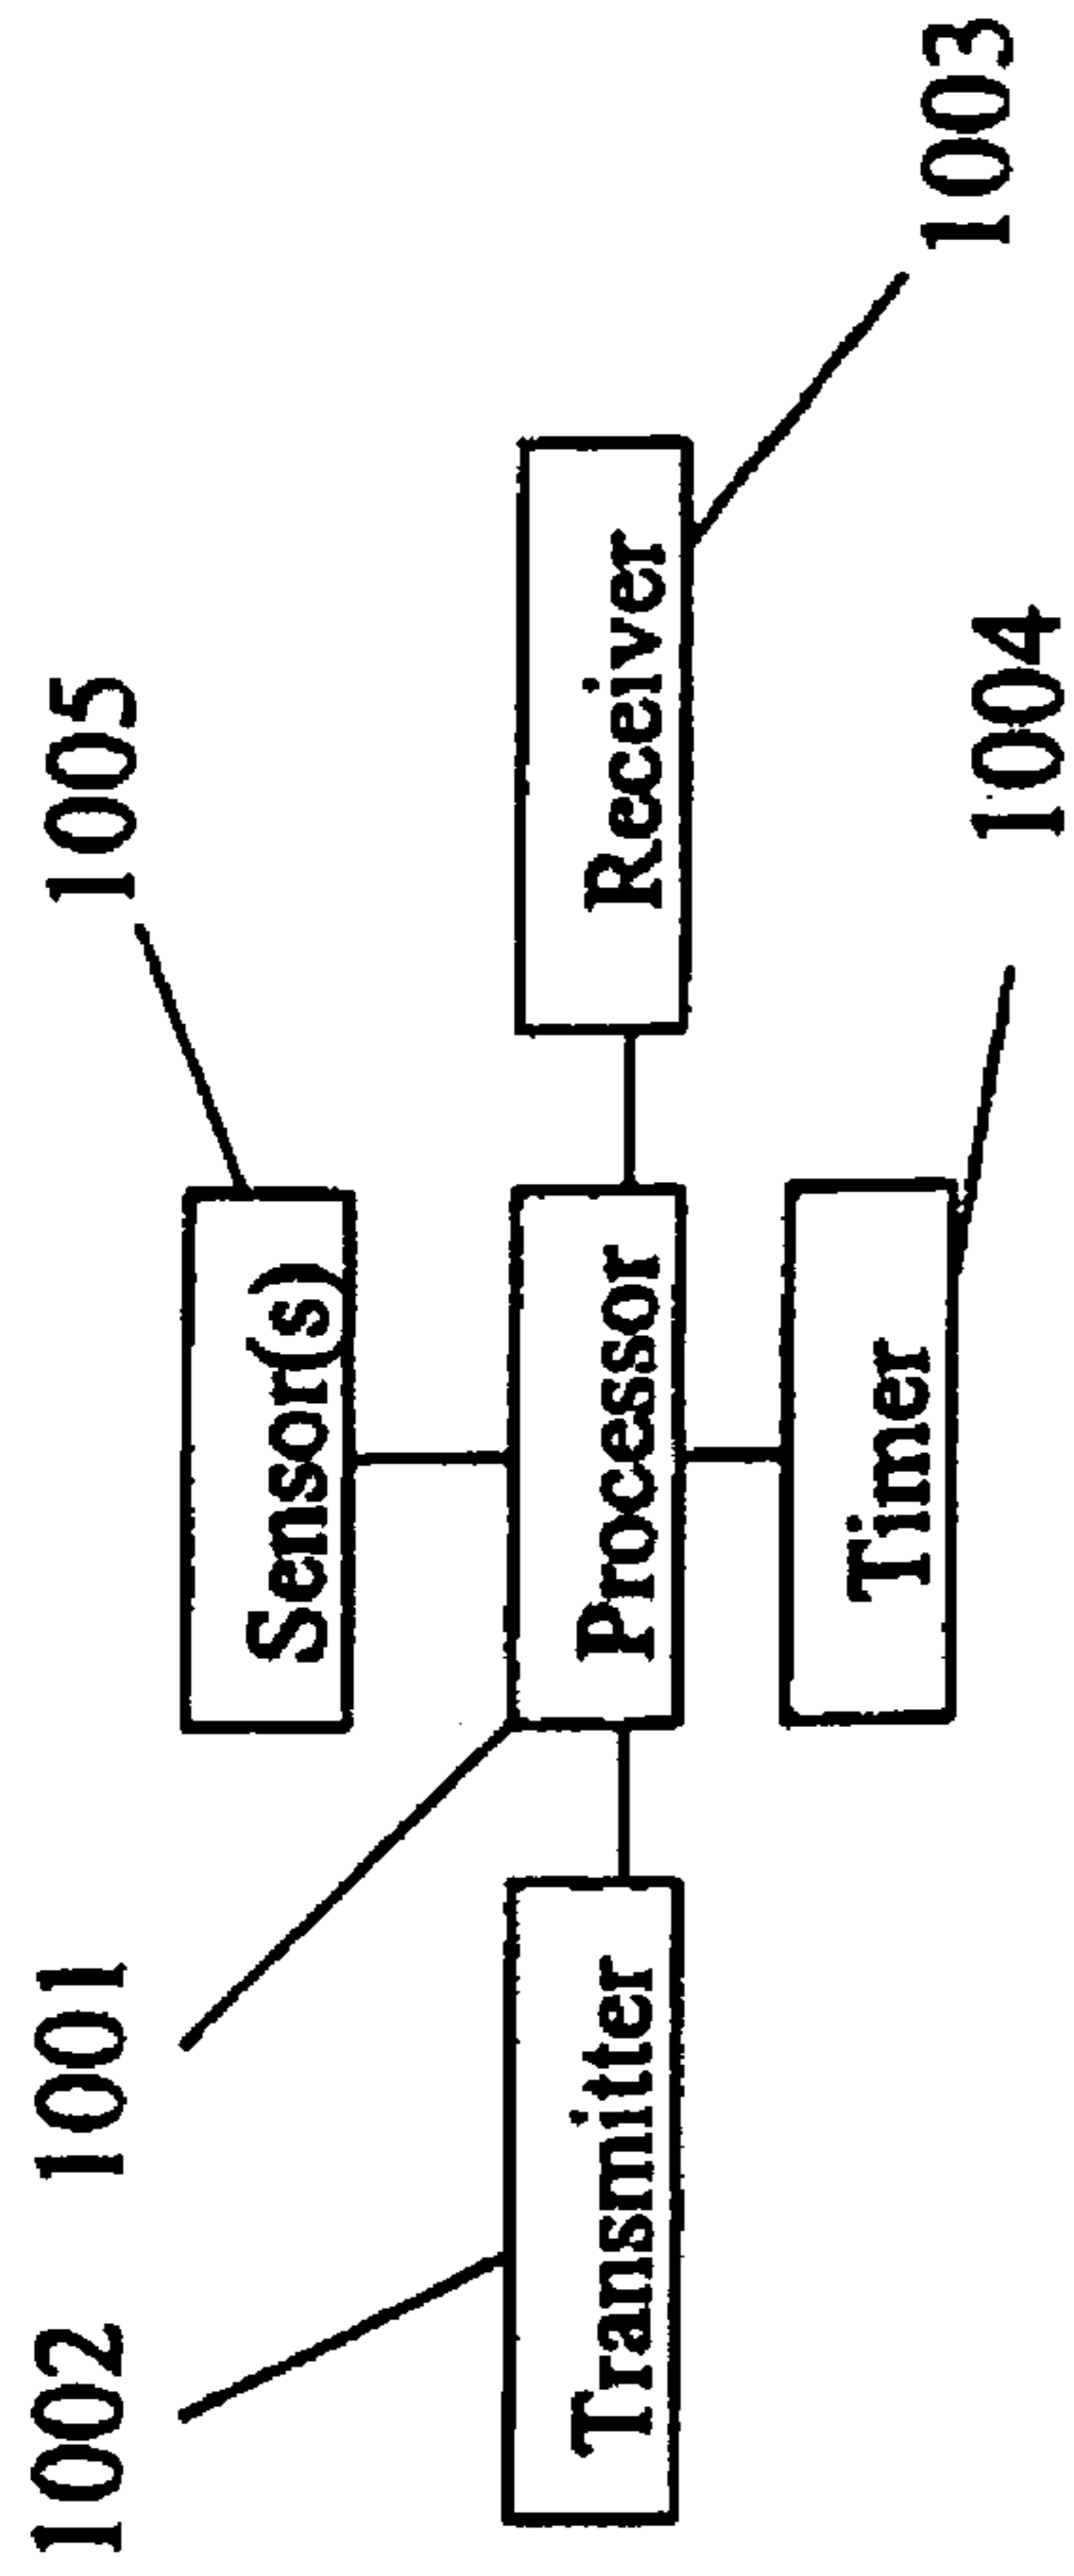 1002
1001
1005
Sensor(s)
Transmitter
Processor
Receiver
1003
Timer
1004